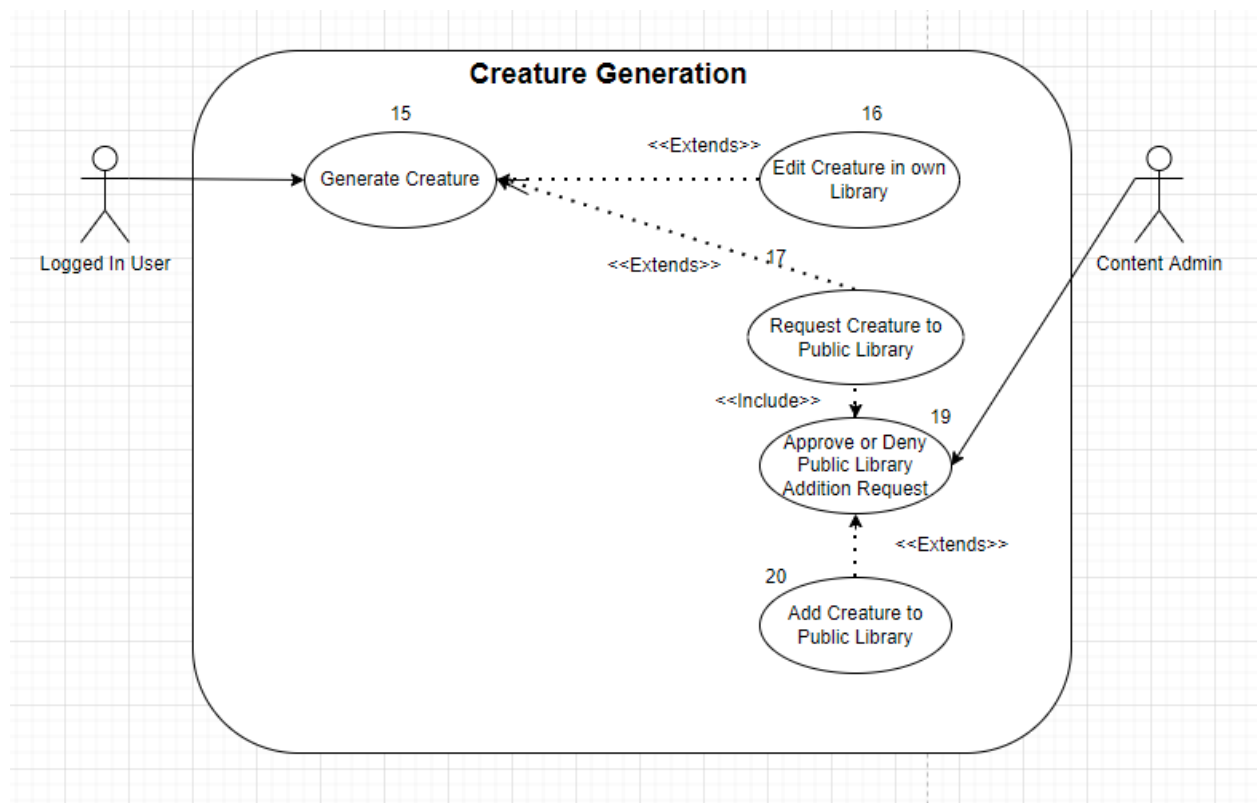 Creature Generation
15
16
<<Extends>>
Generate Creature
Edit Creature in own
Library
Logged In User
Content Admin
<<Extends>>
17
Request Creature to
Public Library
<<Include>>
19
Approve or Deny
Public Library
Addition Request
<<Extends>>
20
Add Creature to
Public Library